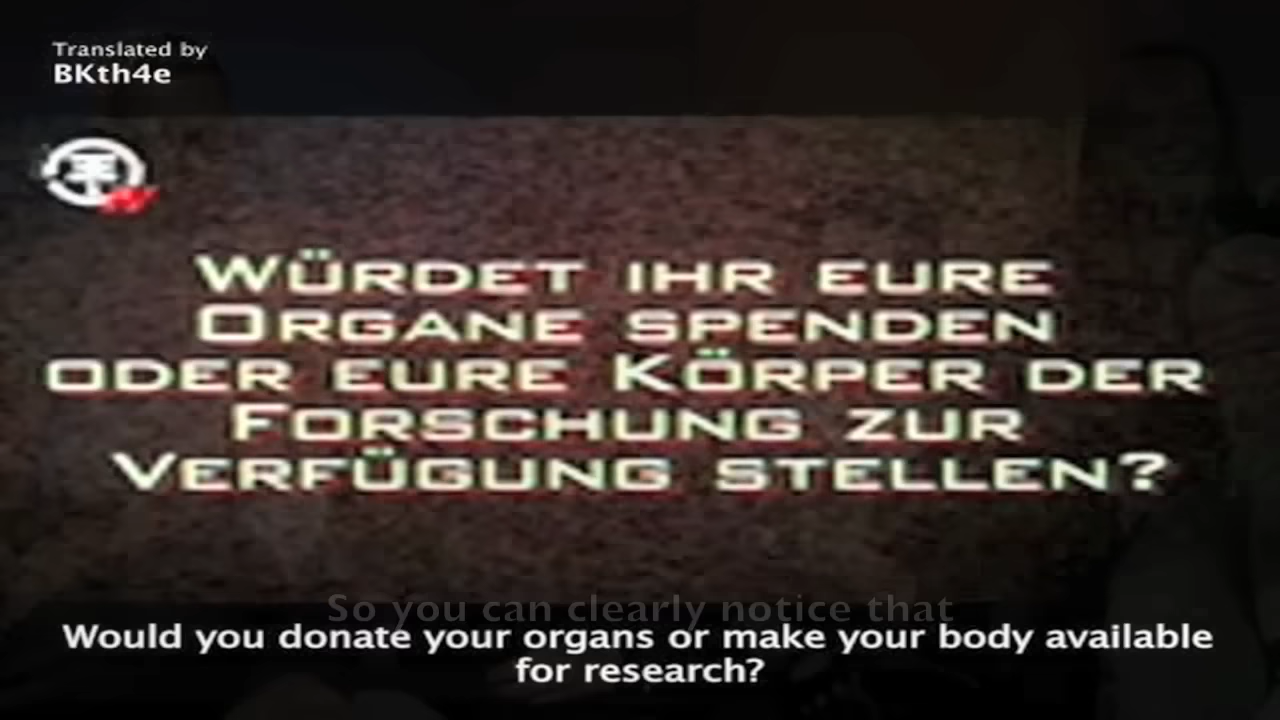 Translated by
BKth4e
WÜRDET IHR EURE
ORGANE SPENDEN
ODER EURE KÖRPER DER
FORSCHUNG ZUR
VERFÜGUNG STELLEN?
So you can clearly notice that
Would you donate your organs or make your body available
for research?